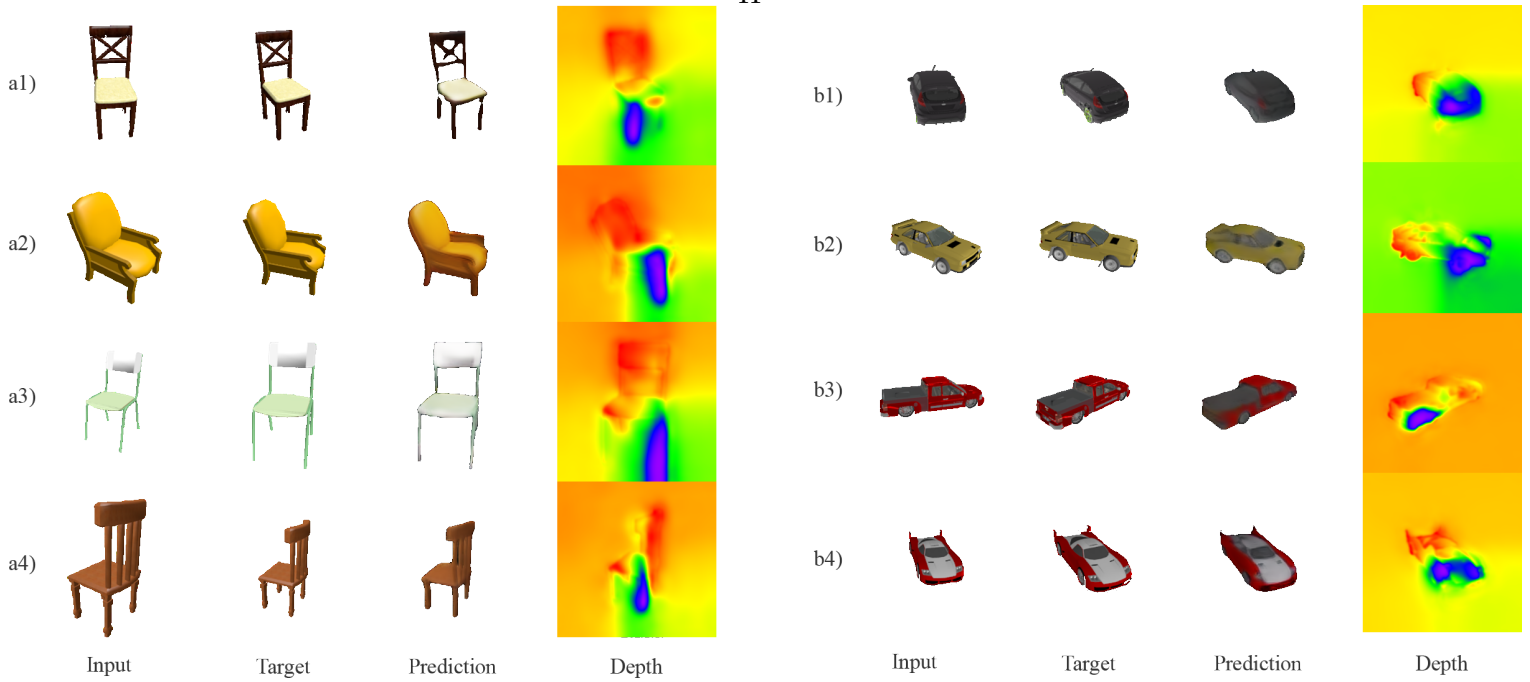 a1)
b1)
a2)
b2)
a3)
b3)
a4)
b4)
Input Target Prediction Depth Input Target Prediction Depth